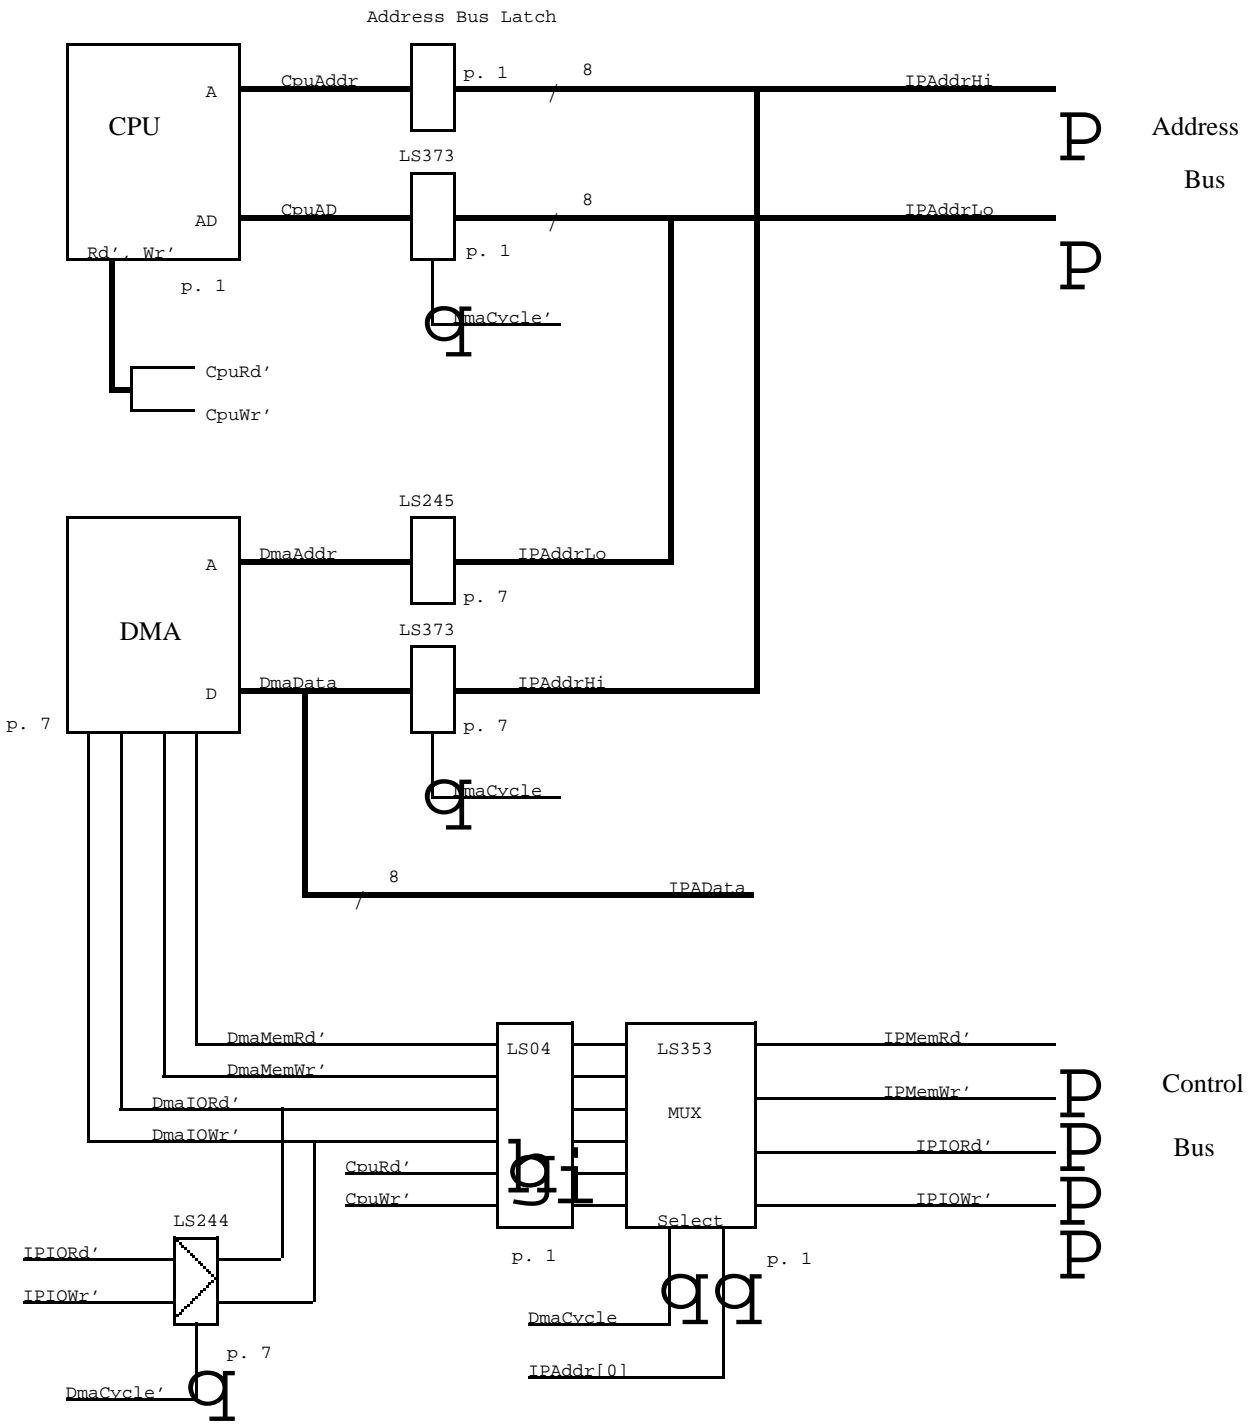 Address Bus Latch
p. 1
8
A
CpuAddr
IPAddrHi
CPU
P
Address
Bus
LS373
8
AD
CpuAD
IPAddrLo
Rd', Wr'
p. 1
p. 1
P
q
DmaCycle'
CpuRd'
CpuWr'
LS245
A
DmaAddr
IPAddrLo
p. 7
DMA
LS373
D
DmaData
IPAddrHi
p. 7
p. 7
q
DmaCycle
8
IPAData
DmaMemRd'
LS04
LS353
IPMemRd'
DmaMemWr'
IPMemWr'
P
Control
DmaIORd'
MUX
DmaIOWr'
IPIORd'
P
Bus
CpuRd'
CpuWr'
IPIOWr'
P
LS244
Select
P
IPIORd'
p. 1
p. 1
IPIOWr'
q
q
DmaCycle
p. 7
IPAddr[0]
DmaCycle'
q